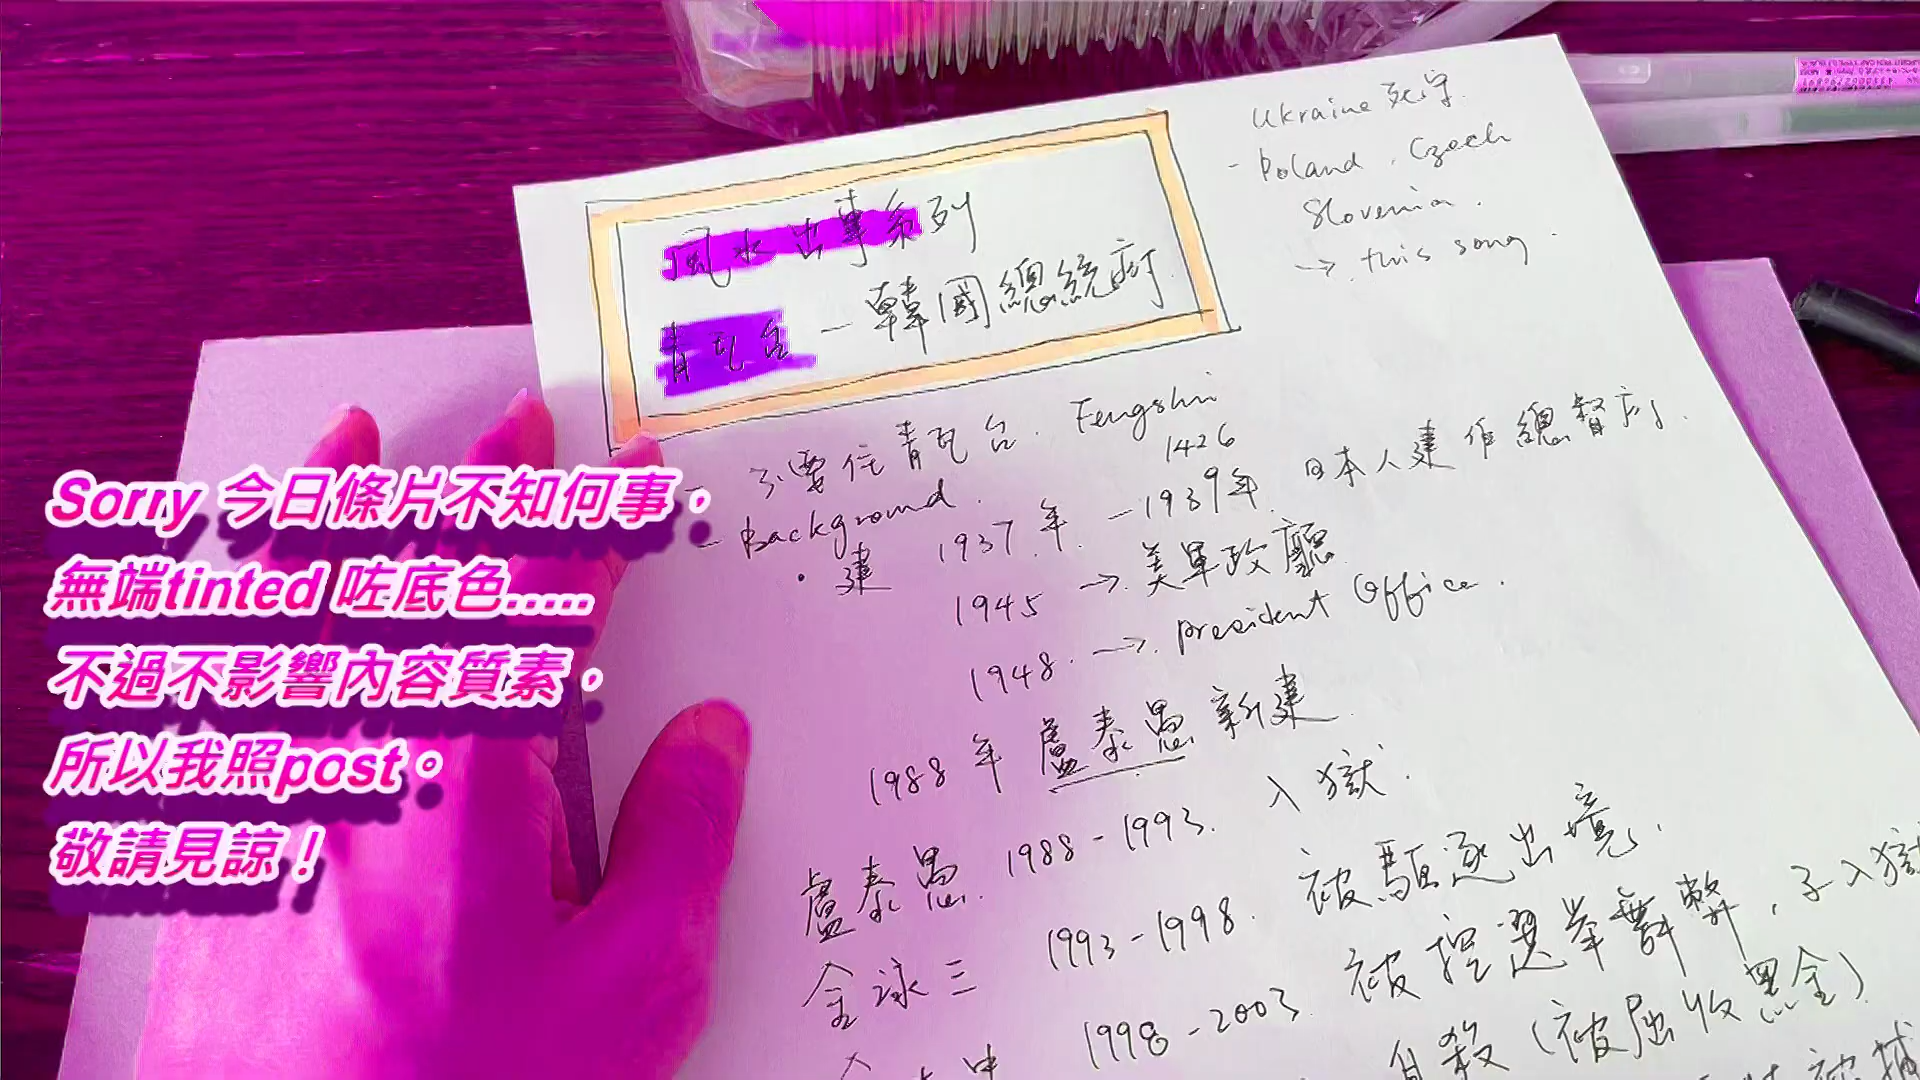 Ukraine 死守.
- Poland, Czech
Slovenia.
→ this song.
風水出事系列
青瓦台 - 韓國總統府
- 不要住青瓦台. Fengshui
1426
- Background.
• 建 1937年 - 1939年. 日本人建作總督府.
1945 → 美軍政廳
1948. → President Office.
1988年 盧泰愚新建
盧泰愚. 1988 - 1993. 入獄.
金泳三 1993 - 1998. 被驅逐出境.
1998 - 2003. 被控選舉舞弊, 子入獄
自殺 (被屈收黑金)
Sorry 今日條片不知何事，
無端tinted 咗底色.....
不過不影響內容質素，
所以我照post。
敬請見諒！